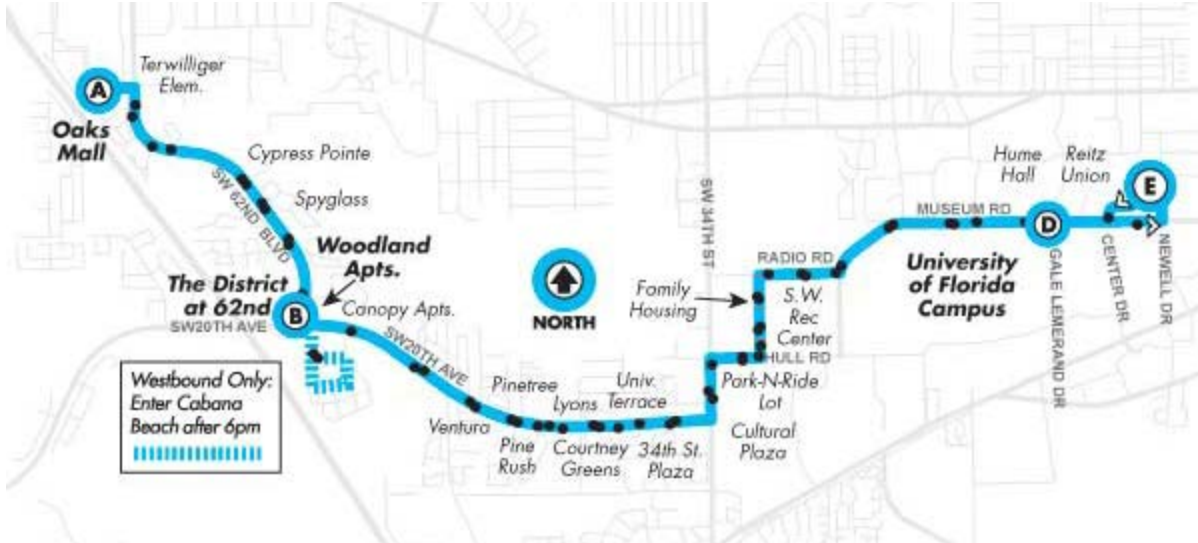 A
Terwilliger
Elem.
Oaks
Mall
Cypress Pointe
SW 62ND BLVD
Spyglass
Woodland
Apts.
The District
at 62nd
B
SW20TH AVE
Canopy Apts.
SW20TH AVE
Westbound Only:
Enter Cabana
Beach after 6pm
NORTH
Ventura
Pinetree
Pine
Rush
Lyons
Courtney
Greens
Univ.
Terrace
34th St.
Plaza
SW 34TH ST
Family
Housing
RADIO RD
S.W.
Rec
Center
HULL RD
Park-N-Ride
Lot
Cultural
Plaza
MUSEUM RD
University
of Florida
Campus
Hume
Hall
Reitz
Union
D
E
GALE LEMERAND DR
CENTER DR
NEWELL DR